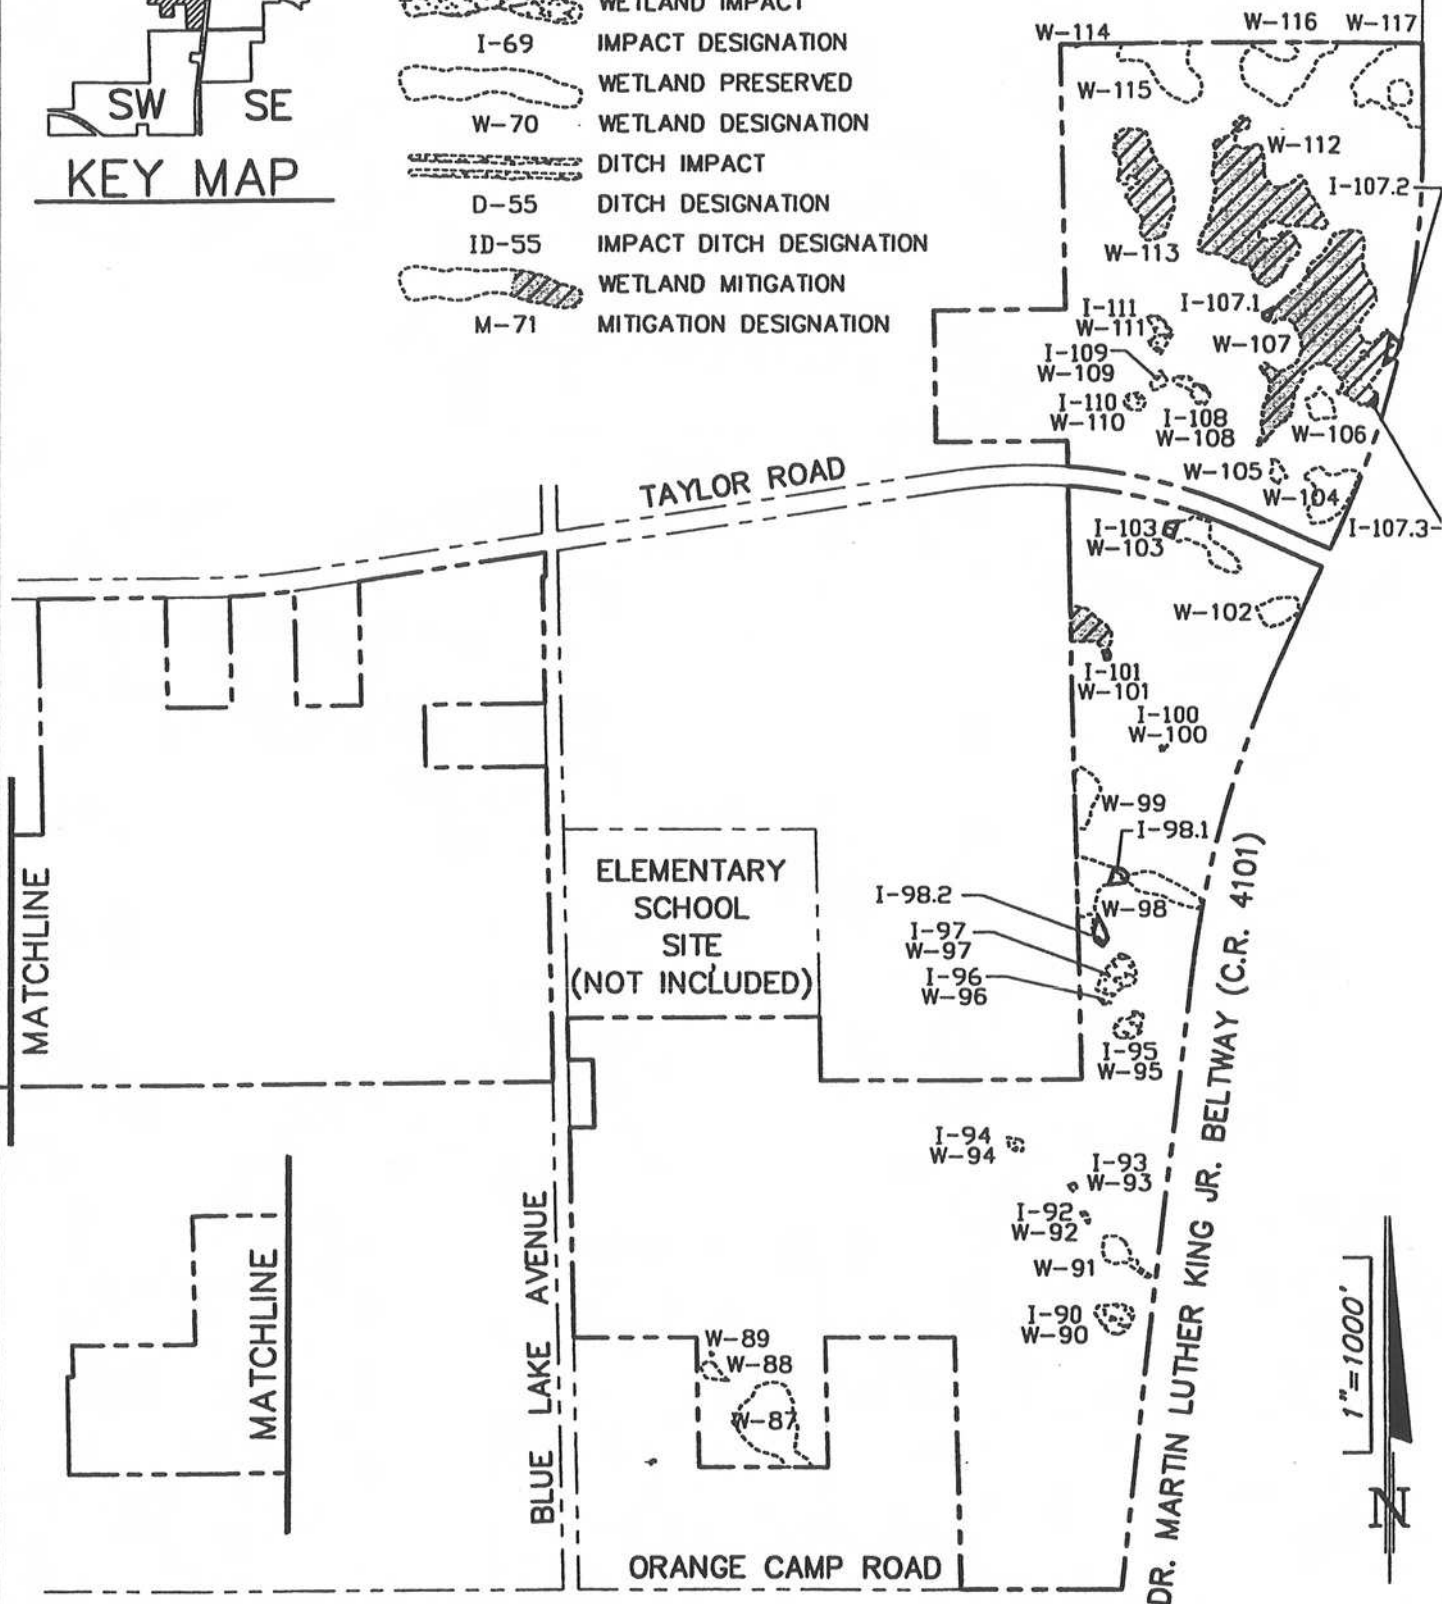 SW
SE
KEY MAP
WETLAND IMPACT
I-69 IMPACT DESIGNATION
WETLAND PRESERVED
W-70 WETLAND DESIGNATION
DITCH IMPACT
D-55 DITCH DESIGNATION
ID-55 IMPACT DITCH DESIGNATION
WETLAND MITIGATION
M-71 MITIGATION DESIGNATION
W-114
W-116
W-117
W-115
W-112
I-107.2
W-113
I-107.1
I-111
W-111
W-107
I-109
W-109
I-110
W-110
I-108
W-108
W-106
W-105
W-104
I-107.3
TAYLOR ROAD
I-103
W-103
W-102
I-101
W-101
I-100
W-100
W-99
I-98.1
I-98.2
W-98
I-97
W-97
I-96
W-96
I-95
W-95
ELEMENTARY
SCHOOL
SITE
(NOT INCLUDED)
MATCHLINE
I-94
W-94
I-93
W-93
I-92
W-92
W-91
I-90
W-90
MATCHLINE
BLUE LAKE AVENUE
W-89
W-88
W-87
DR. MARTIN LUTHER KING JR. BELTWAY (C.R. 4101)
1"=1000'
N
ORANGE CAMP ROAD